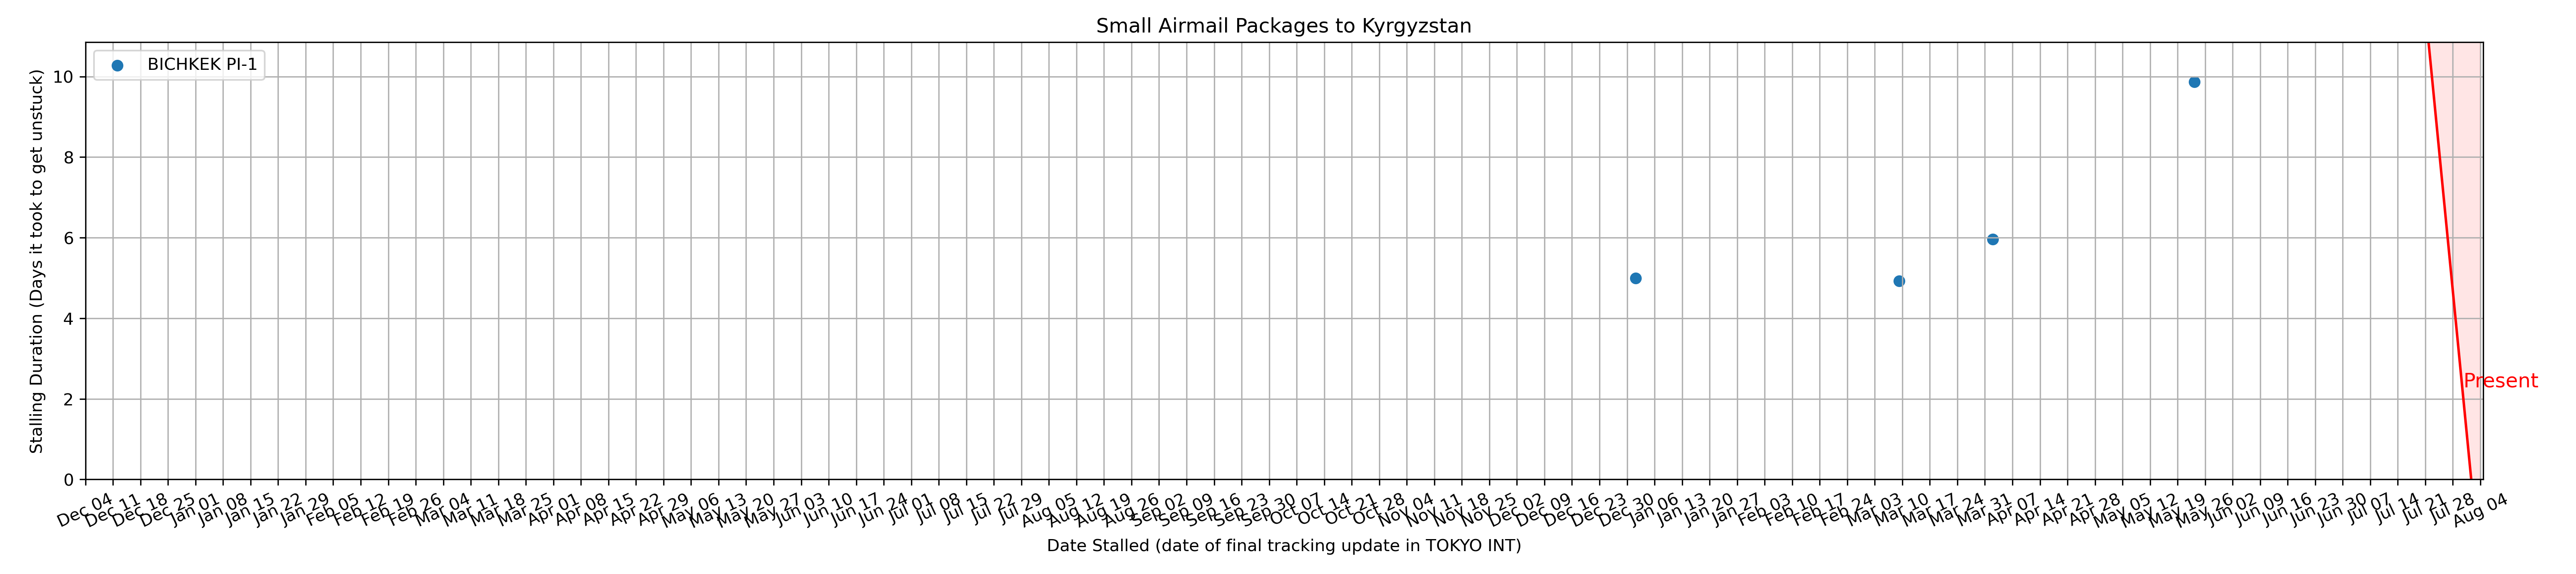 Small Airmail Packages to Kyrgyzstan
BICHKEK PI-1
Stalling Duration (Days it took to get unstuck)
10
8
6
4
2
0
Present
Dec 04
Dec 11
Dec 18
Dec 25
Jan 01
Jan 08
Jan 15
Jan 22
Jan 29
Feb 05
Feb 12
Feb 19
Feb 26
Mar 04
Mar 11
Mar 18
Mar 25
Apr 01
Apr 08
Apr 15
Apr 22
Apr 29
May 06
May 13
May 20
May 27
Jun 03
Jun 10
Jun 17
Jun 24
Jul 01
Jul 08
Jul 15
Jul 22
Jul 29
Aug 05
Aug 12
Aug 19
Aug 26
Sep 02
Sep 09
Sep 16
Sep 23
Sep 30
Oct 07
Oct 14
Oct 21
Oct 28
Nov 04
Nov 11
Nov 18
Nov 25
Dec 02
Dec 09
Dec 16
Dec 23
Dec 30
Jan 06
Jan 13
Jan 20
Jan 27
Feb 03
Feb 10
Feb 17
Feb 24
Mar 03
Mar 10
Mar 17
Mar 24
Mar 31
Apr 07
Apr 14
Apr 21
Apr 28
May 05
May 12
May 19
May 26
Jun 02
Jun 09
Jun 16
Jun 23
Jun 30
Jul 07
Jul 14
Jul 21
Jul 28
Aug 04
Date Stalled (date of final tracking update in TOKYO INT)